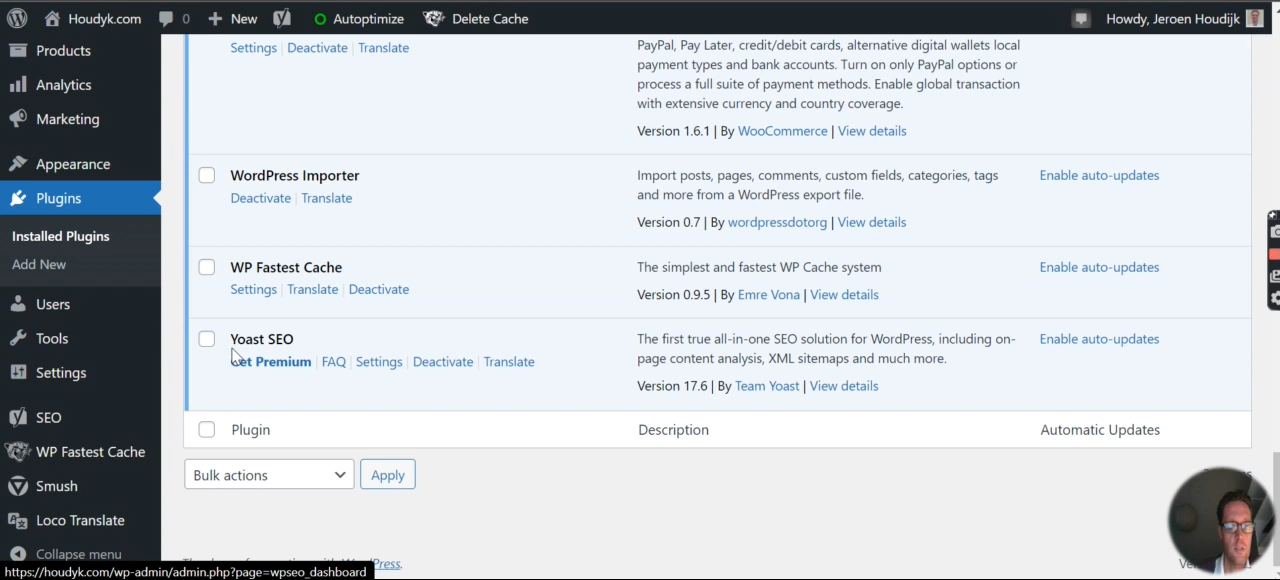 Houdyk.com 0 New Autoptimize Delete Cache Howdy, Jeroen Houdijk
Products
Analytics
Marketing
Appearance
Plugins
Installed Plugins
Add New
Users
Tools
Settings
SEO
WP Fastest Cache
Smush
Loco Translate
Collapse menu
Settings | Deactivate | Translate
PayPal, Pay Later, credit/debit cards, alternative digital wallets local
payment types and bank accounts. Turn on only PayPal options or
process a full suite of payment methods. Enable global transaction
with extensive currency and country coverage.
Version 1.6.1 | By WooCommerce | View details
WordPress Importer
Deactivate | Translate
Import posts, pages, comments, custom fields, categories, tags
and more from a WordPress export file.
Version 0.7 | By wordpressdotorg | View details
Enable auto-updates
WP Fastest Cache
Settings | Translate | Deactivate
The simplest and fastest WP Cache system
Version 0.9.5 | By Emre Vona | View details
Enable auto-updates
Yoast SEO
Get Premium | FAQ | Settings | Deactivate | Translate
The first true all-in-one SEO solution for WordPress, including on-
page content analysis, XML sitemaps and much more.
Version 17.6 | By Team Yoast | View details
Enable auto-updates
Plugin Description Automatic Updates
Bulk actions Apply
https://houdyk.com/wp-admin/admin.php?page=wpseo_dashboard